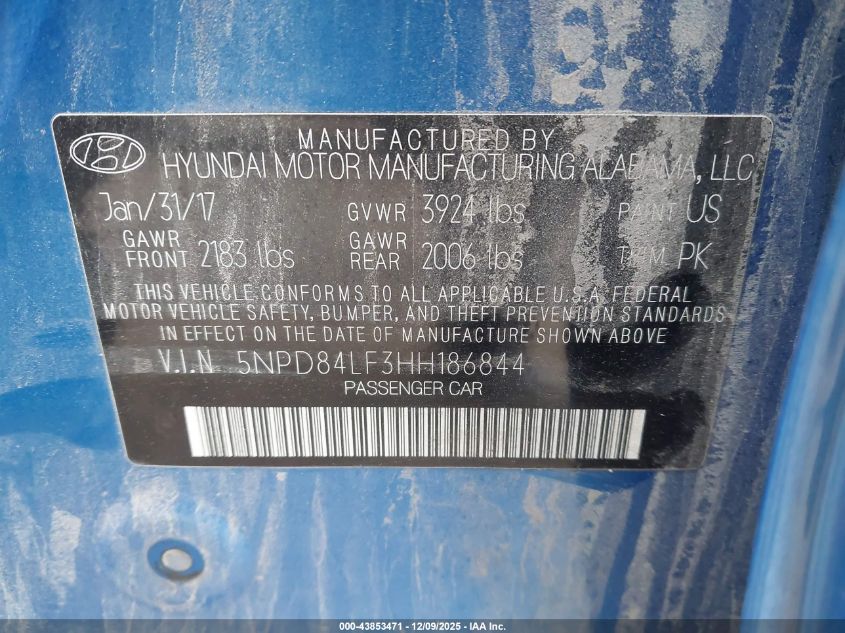 MANUFACTURED BY
HYUNDAI MOTOR MANUFACTURING ALABAMA, LLC
Jan/31/17 GVWR 3924 lbs PAINT US
GAWR FRONT 2183 lbs GAWR REAR 2006 lbs TRIM PK
THIS VEHICLE CONFORMS TO ALL APPLICABLE U.S.A. FEDERAL
MOTOR VEHICLE SAFETY, BUMPER, AND THEFT PREVENTION STANDARDS
IN EFFECT ON THE DATE OF MANUFACTURE SHOWN ABOVE
V.I.N 5NPD84LF3HH186844
PASSENGER CAR
000-43853471 - 12/09/2025 - IAA Inc.